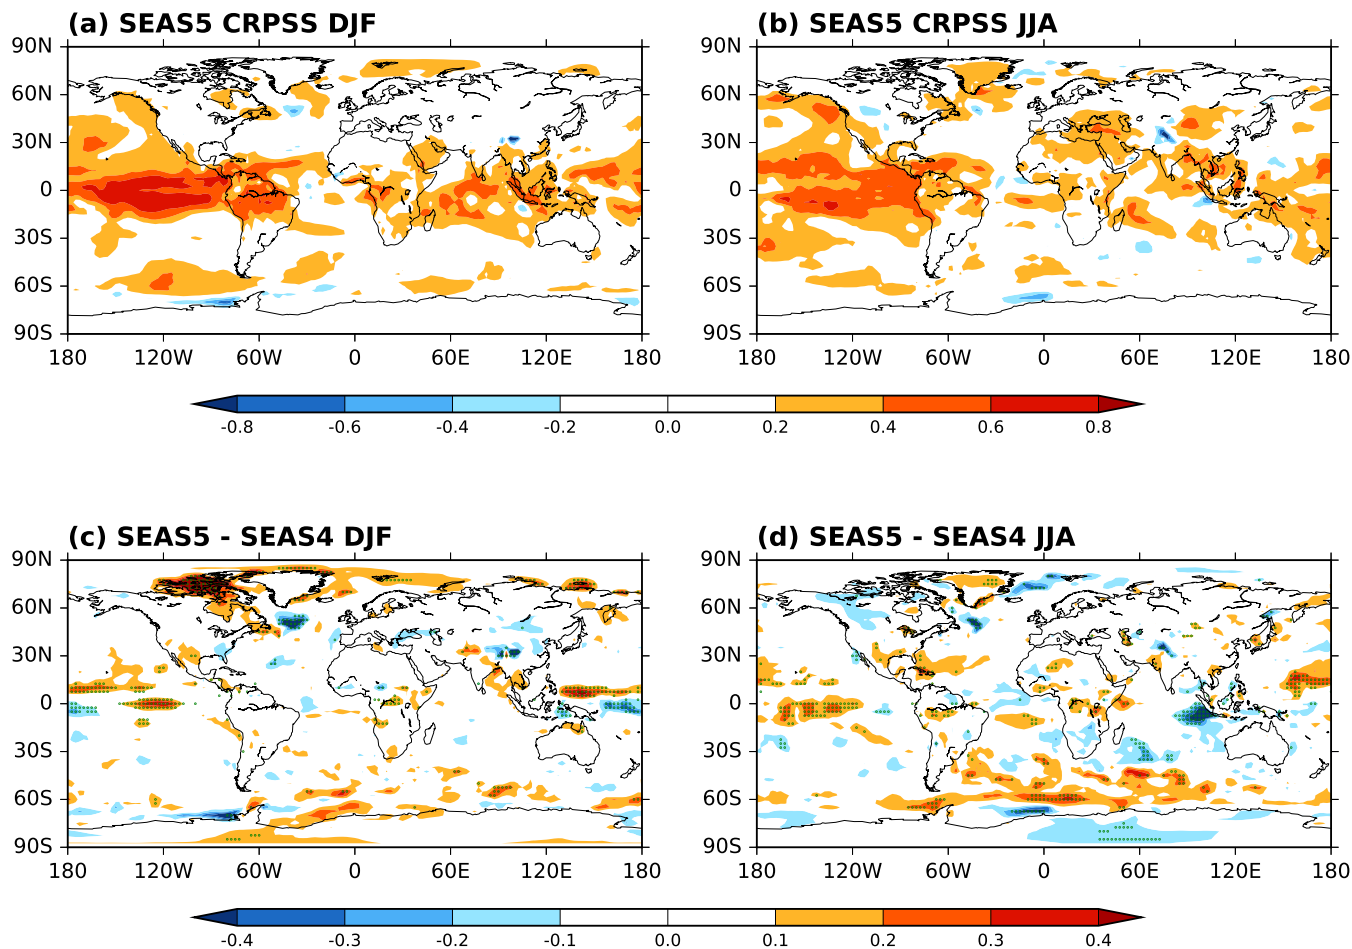 (a) SEAS5 CRPSS DJF
(b) SEAS5 CRPSS JJA
90N
60N
30N
0
30S
60S
90S
180 120W 60W 0 60E 120E 180
90N
60N
30N
0
30S
60S
90S
180 120W 60W 0 60E 120E 180
-0.8 -0.6 -0.4 -0.2 0.0 0.2 0.4 0.6 0.8
(c) SEAS5 - SEAS4 DJF
(d) SEAS5 - SEAS4 JJA
90N
60N
30N
0
30S
60S
90S
180 120W 60W 0 60E 120E 180
90N
60N
30N
0
30S
60S
90S
180 120W 60W 0 60E 120E 180
-0.4 -0.3 -0.2 -0.1 0.0 0.1 0.2 0.3 0.4